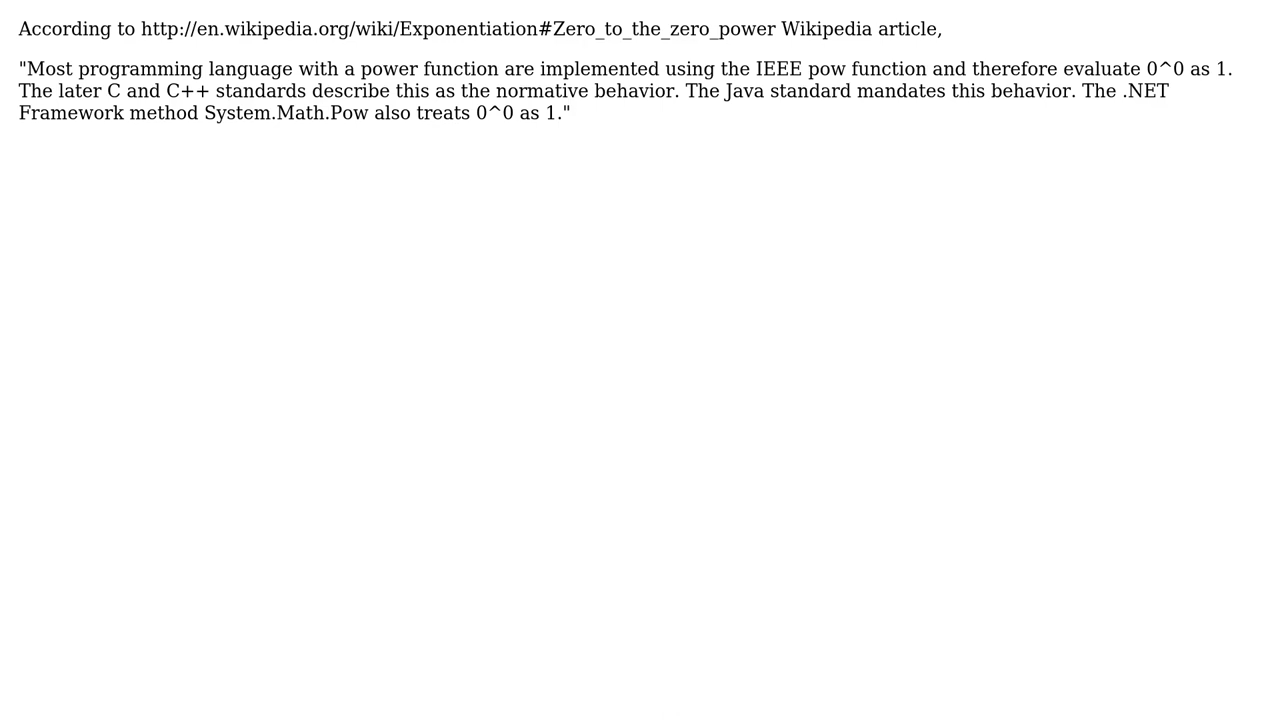 According to http://en.wikipedia.org/wiki/Exponentiation#Zero_to_the_zero_power Wikipedia article,
"Most programming language with a power function are implemented using the IEEE pow function and therefore evaluate 0^0 as 1.
The later C and C++ standards describe this as the normative behavior. The Java standard mandates this behavior. The .NET
Framework method System.Math.Pow also treats 0^0 as 1."